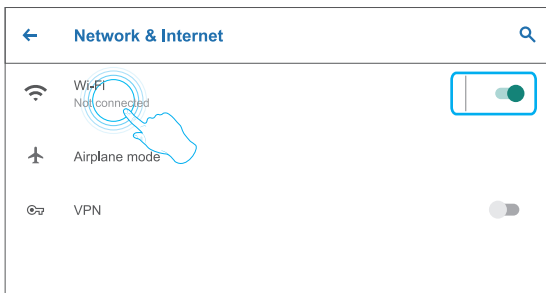 Network & Internet
Wi-Fi
Not connected
Airplane mode
VPN